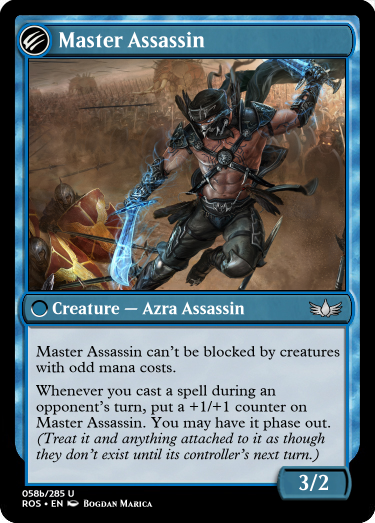 Master Assassin
Creature — Azra Assassin
Master Assassin can't be blocked by creatures
with odd mana costs.
Whenever you cast a spell during an
opponent's turn, put a +1/+1 counter on
Master Assassin. You may have it phase out.
(Treat it and anything attached to it as though
they don't exist until its controller's next turn.)
3/2
058b/285 U
ROS • EN Bogdan Marica